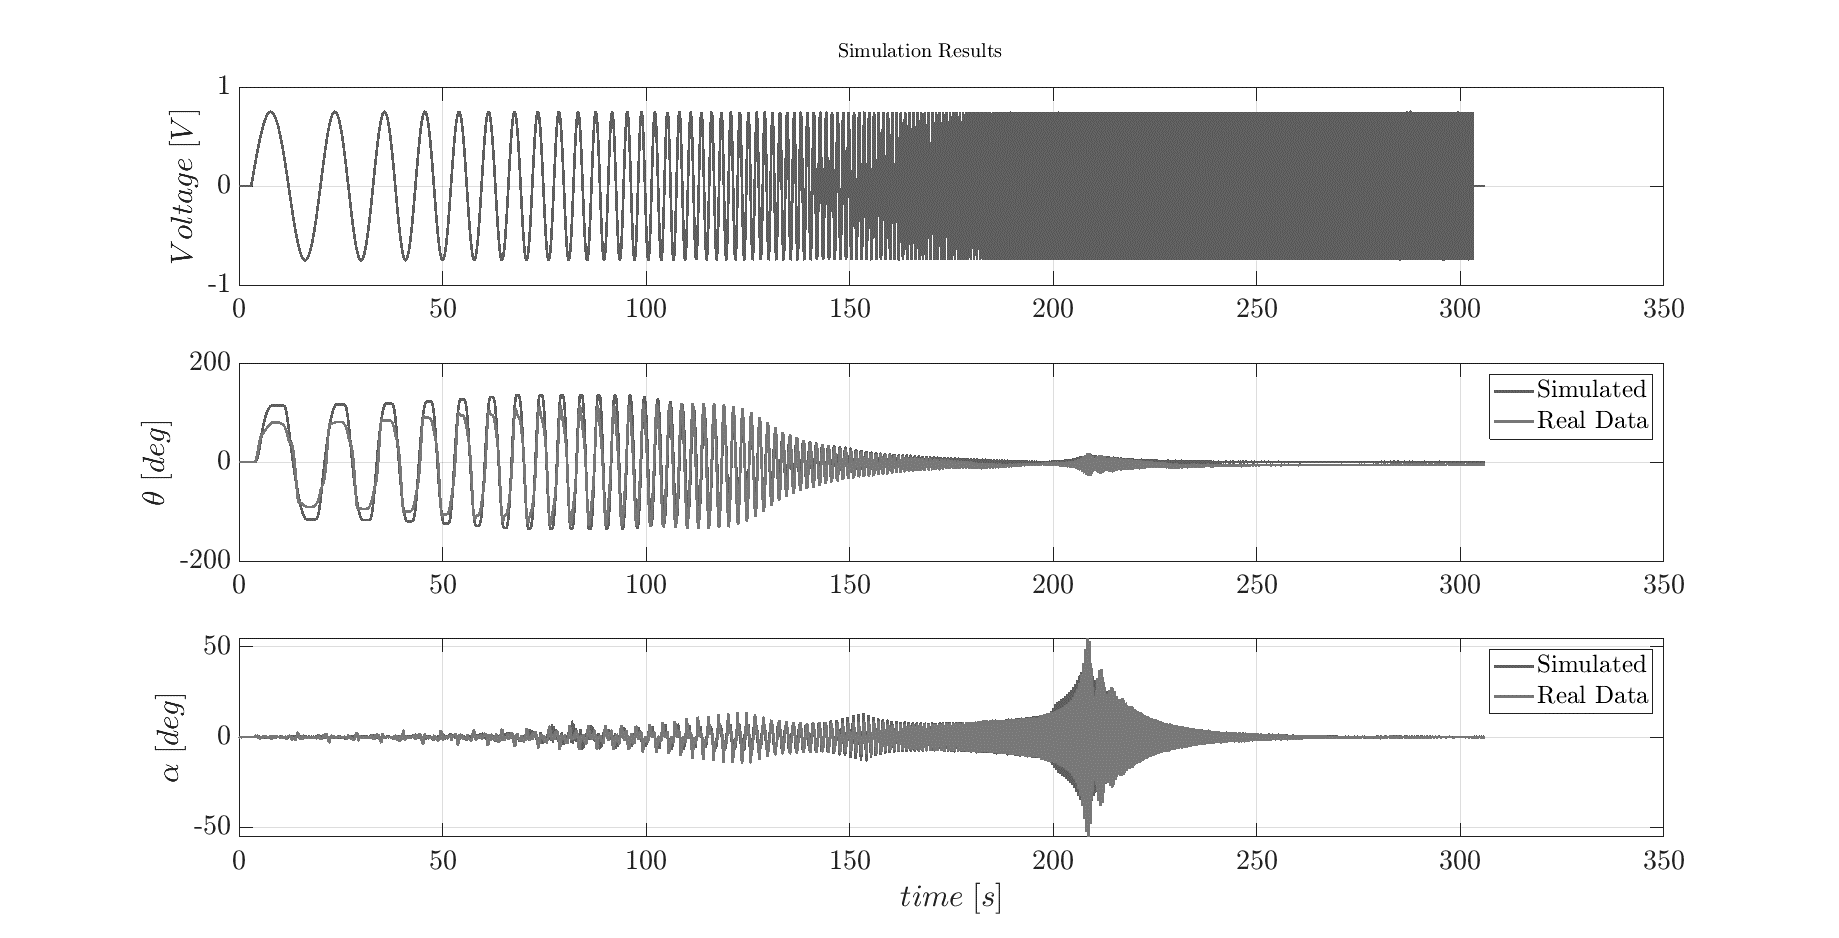 Simulation Results
Voltage [V]
1
0
-1
0 50 100 150 200 250 300 350
θ [deg]
200
0
-200
Simulated
Real Data
0 50 100 150 200 250 300 350
α [deg]
50
0
-50
Simulated
Real Data
0 50 100 150 200 250 300 350
time [s]